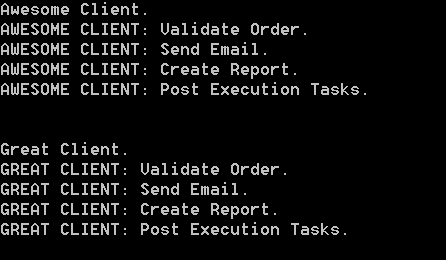 Awesome Client.
AWESOME CLIENT: Validate Order.
AWESOME CLIENT: Send Email.
AWESOME CLIENT: Create Report.
AWESOME CLIENT: Post Execution Tasks.
Great Client.
GREAT CLIENT: Validate Order.
GREAT CLIENT: Send Email.
GREAT CLIENT: Create Report.
GREAT CLIENT: Post Execution Tasks.